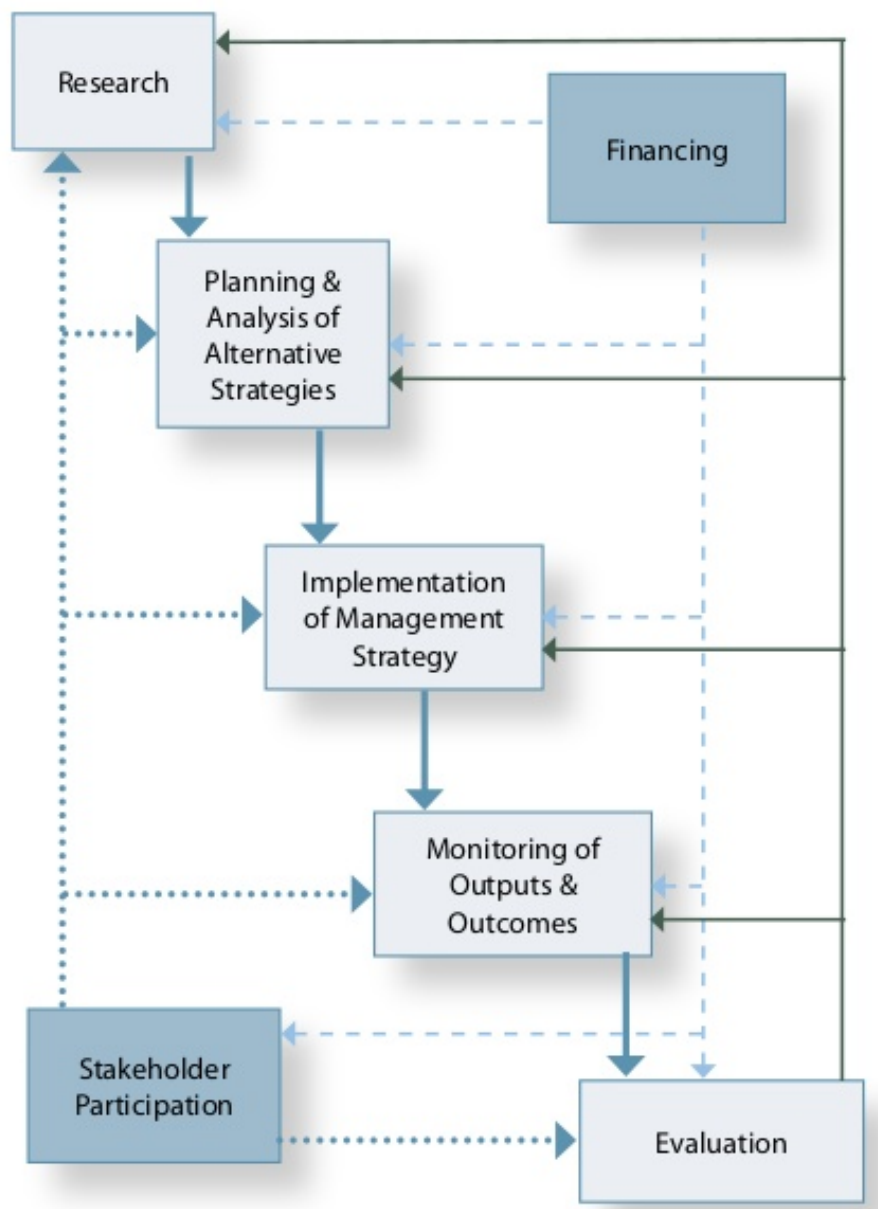 Research
Financing
Planning &
Analysis of
Alternative
Strategies
Implementation
of Management
Strategy
Monitoring of
Outputs &
Outcomes
Stakeholder
Participation
Evaluation